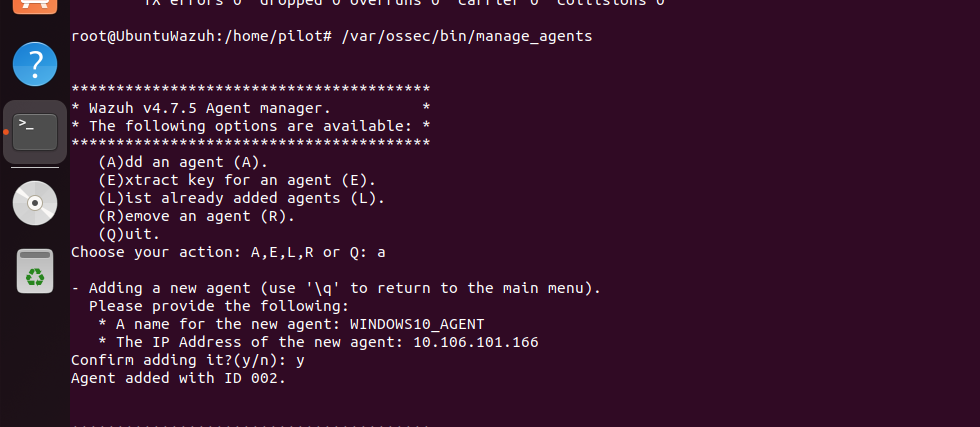 TX errors 0 dropped 0 overruns 0 carrier 0 collisions 0
root@UbuntuWazuh:/home/pilot# /var/ossec/bin/manage_agents
****************************************
* Wazuh v4.7.5 Agent manager.          *
* The following options are available: *
****************************************
   (A)dd an agent (A).
   (E)xtract key for an agent (E).
   (L)ist already added agents (L).
   (R)emove an agent (R).
   (Q)uit.
Choose your action: A,E,L,R or Q: a
- Adding a new agent (use '\q' to return to the main menu).
  Please provide the following:
   * A name for the new agent: WINDOWS10_AGENT
   * The IP Address of the new agent: 10.106.101.166
Confirm adding it?(y/n): y
Agent added with ID 002.
****************************************